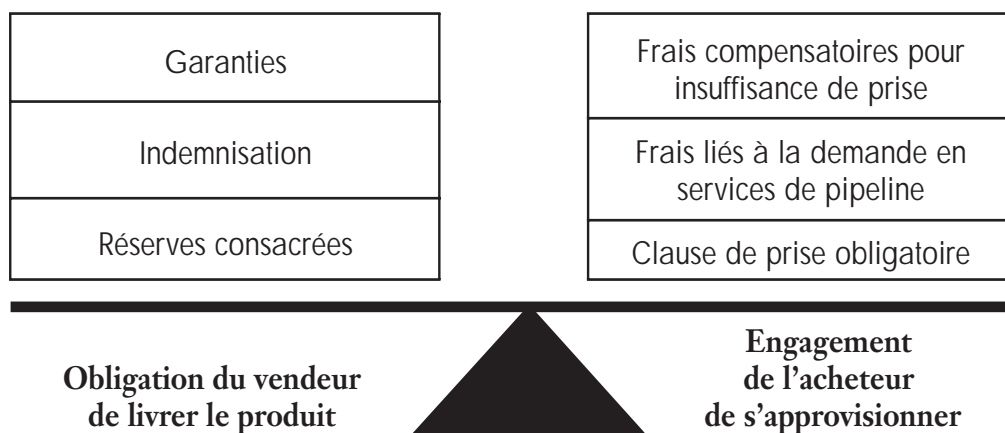 Garanties
Indemnisation
Réserves consacrées
Frais compensatoires pour
insuffisance de prise
Frais liés à la demande en
services de pipeline
Clause de prise obligatoire
Obligation du vendeur
de livrer le produit
Engagement
de l'acheteur
de s'approvisionner